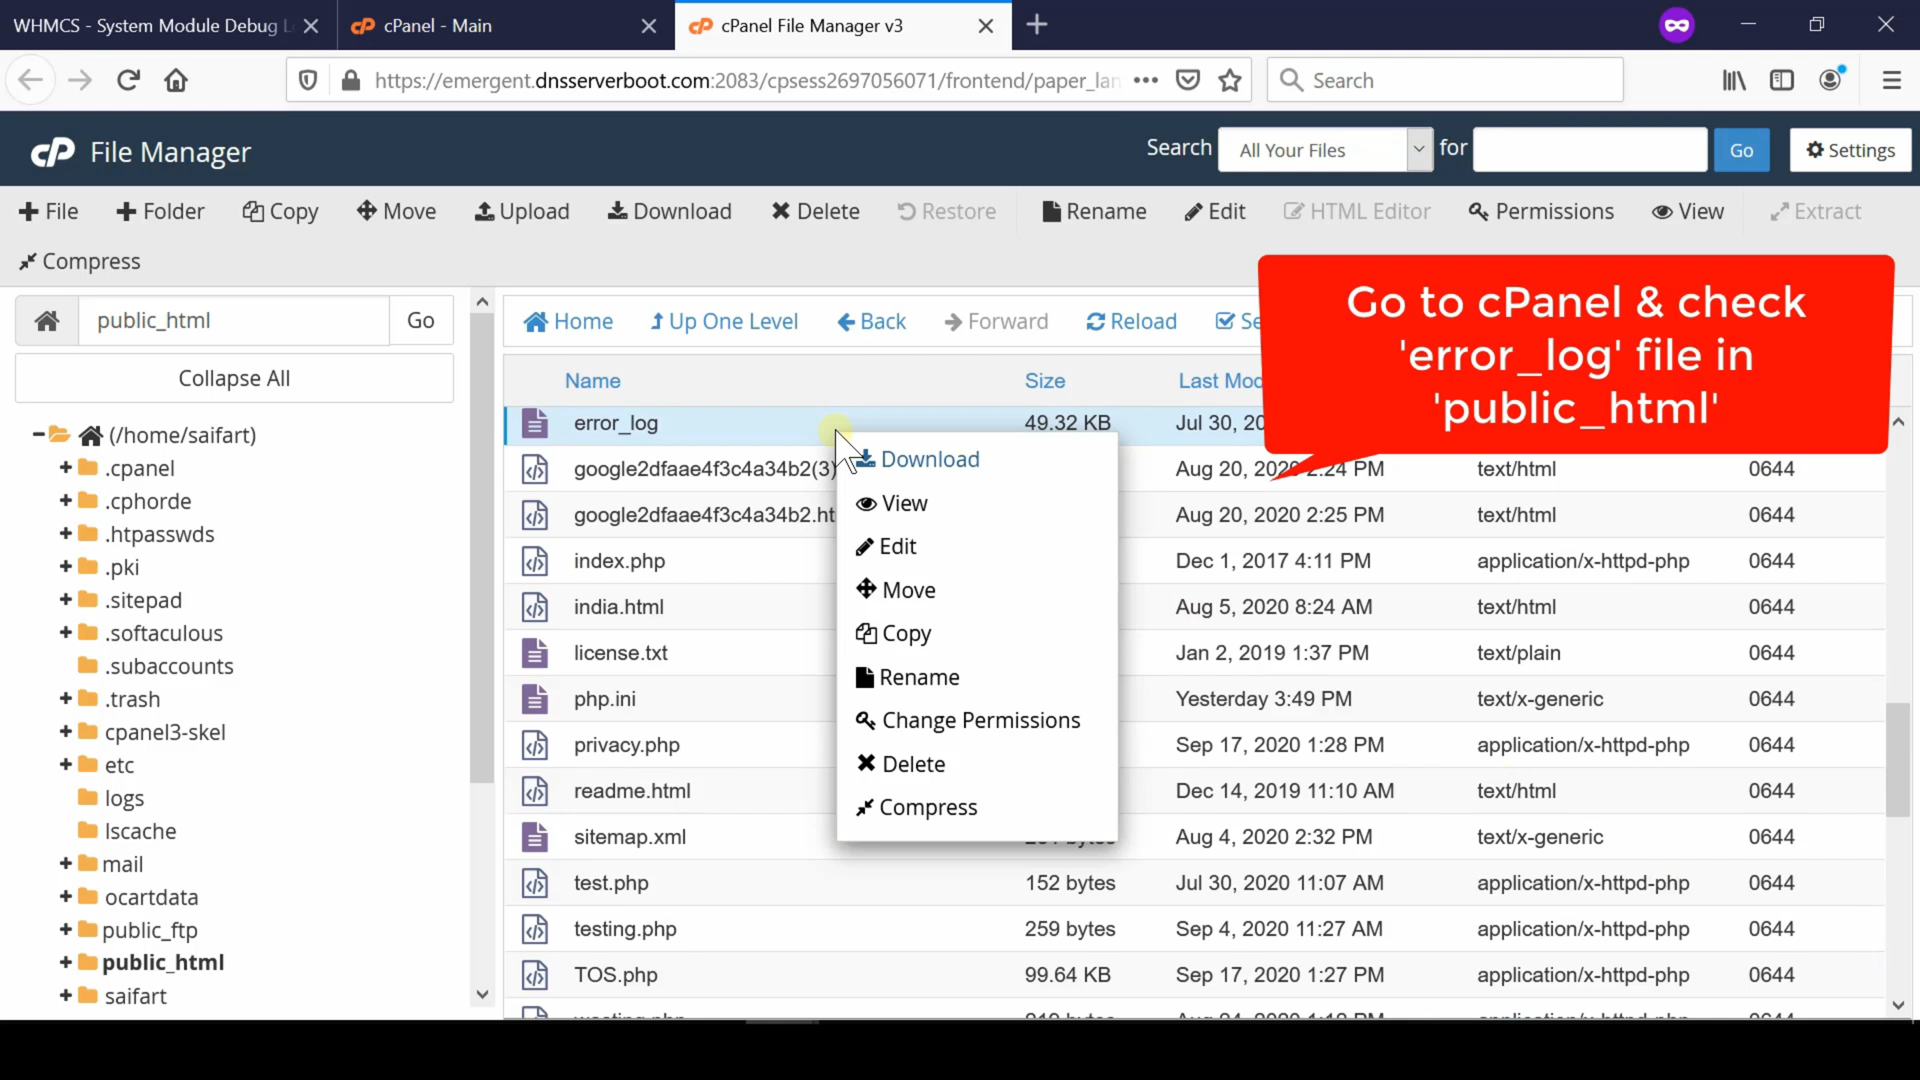 WHMCS - System Module Debug L
cPanel - Main
cPanel File Manager v3
https://emergent.dnsserverboot.com:2083/cpsess2697056071/frontend/paper_lan
Search
cP File Manager
Search
All Your Files
for
Go
Settings
File
Folder
Copy
Move
Upload
Download
Delete
Restore
Rename
Edit
HTML Editor
Permissions
View
Extract
Compress
public_html
Go
Collapse All
(/home/saifart)
.cpanel
.cphorde
.htpasswds
.pki
.sitepad
.softaculous
.subaccounts
.trash
cpanel3-skel
etc
logs
lscache
mail
ocartdata
public_ftp
public_html
saifart
Home
Up One Level
Back
Forward
Reload
Se
Go to cPanel & check
'error_log' file in
'public_html'
Name Size Last Mod
error_log 49.32 KB Jul 30, 20
google2dfaae4f3c4a34b2(3) Aug 20, 2020 2:24 PM text/html 0644
google2dfaae4f3c4a34b2.ht Aug 20, 2020 2:25 PM text/html 0644
index.php Dec 1, 2017 4:11 PM application/x-httpd-php 0644
india.html Aug 5, 2020 8:24 AM text/html 0644
license.txt Jan 2, 2019 1:37 PM text/plain 0644
php.ini Yesterday 3:49 PM text/x-generic 0644
privacy.php Sep 17, 2020 1:28 PM application/x-httpd-php 0644
readme.html Dec 14, 2019 11:10 AM text/html 0644
sitemap.xml Aug 4, 2020 2:32 PM text/x-generic 0644
test.php 152 bytes Jul 30, 2020 11:07 AM application/x-httpd-php 0644
testing.php 259 bytes Sep 4, 2020 11:27 AM application/x-httpd-php 0644
TOS.php 99.64 KB Sep 17, 2020 1:27 PM application/x-httpd-php 0644
Download
View
Edit
Move
Copy
Rename
Change Permissions
Delete
Compress